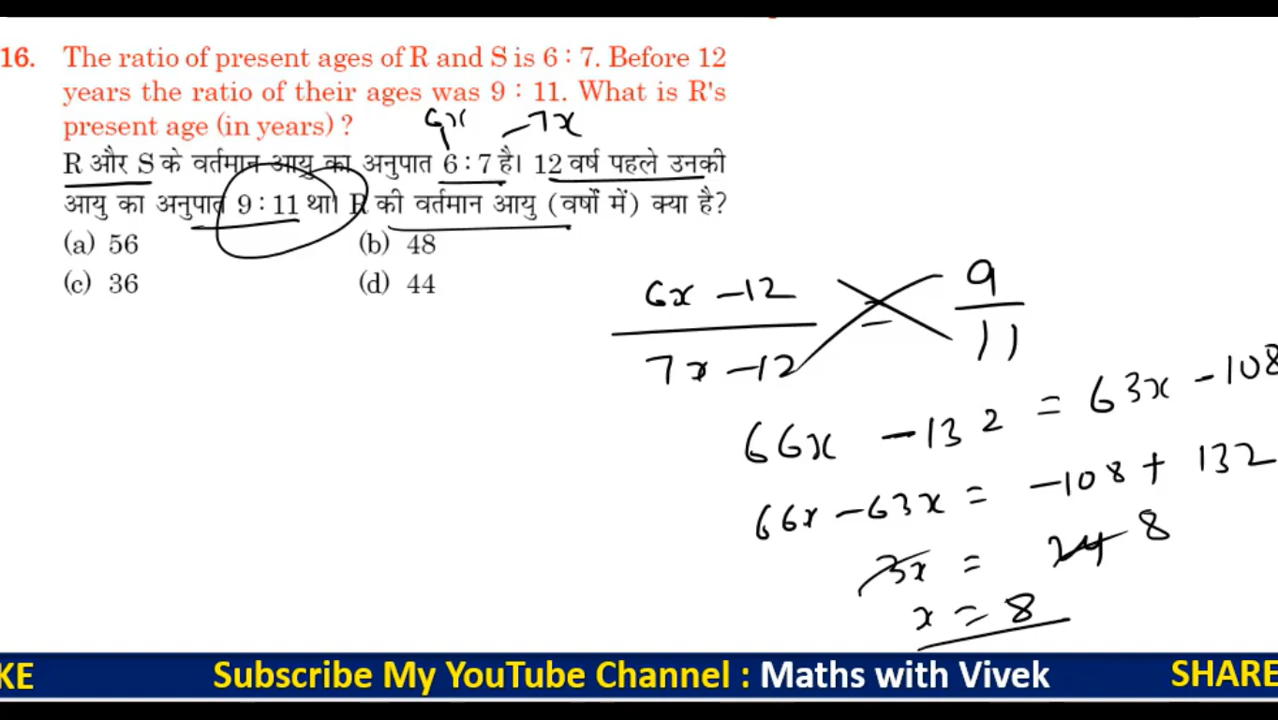 16. The ratio of present ages of R and S is 6 : 7. Before 12
years the ratio of their ages was 9 : 11. What is R's
present age (in years) ?
6x – 7x
R और S के वर्तमान आयु का अनुपात 6 : 7 है। 12 वर्ष पहले उनकी
आयु का अनुपात 9 : 11 था। R की वर्तमान आयु (वर्षों में) क्या है?
(a) 56 (b) 48
(c) 36 (d) 44
6x – 12 = 9
7x – 12 11
66x – 132 = 63x – 108
66x – 63x = –108 + 132
3x = 24 8
x = 8
KE Subscribe My YouTube Channel : Maths with Vivek SHARE